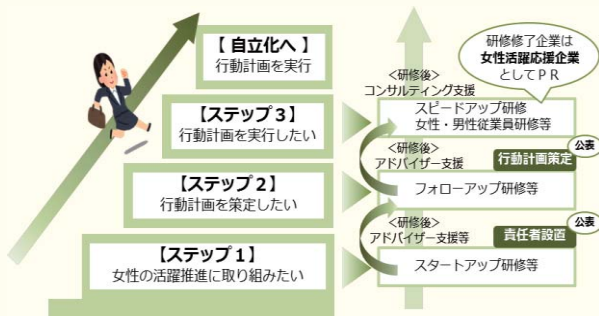 【 自立化へ 】
行動計画を実行
【ステップ３】
行動計画を実行したい
【ステップ２】
行動計画を策定したい
【ステップ１】
女性の活躍推進に取り組みたい
研修修了企業は
女性活躍応援企業
としてＰＲ
＜研修後＞
コンサルティング支援
スピードアップ研修
女性・男性従業員研修等
公表
＜研修後＞
アドバイザー支援
行動計画策定
フォローアップ研修等
公表
＜研修後＞
アドバイザー支援等
責任者設置
スタートアップ研修等